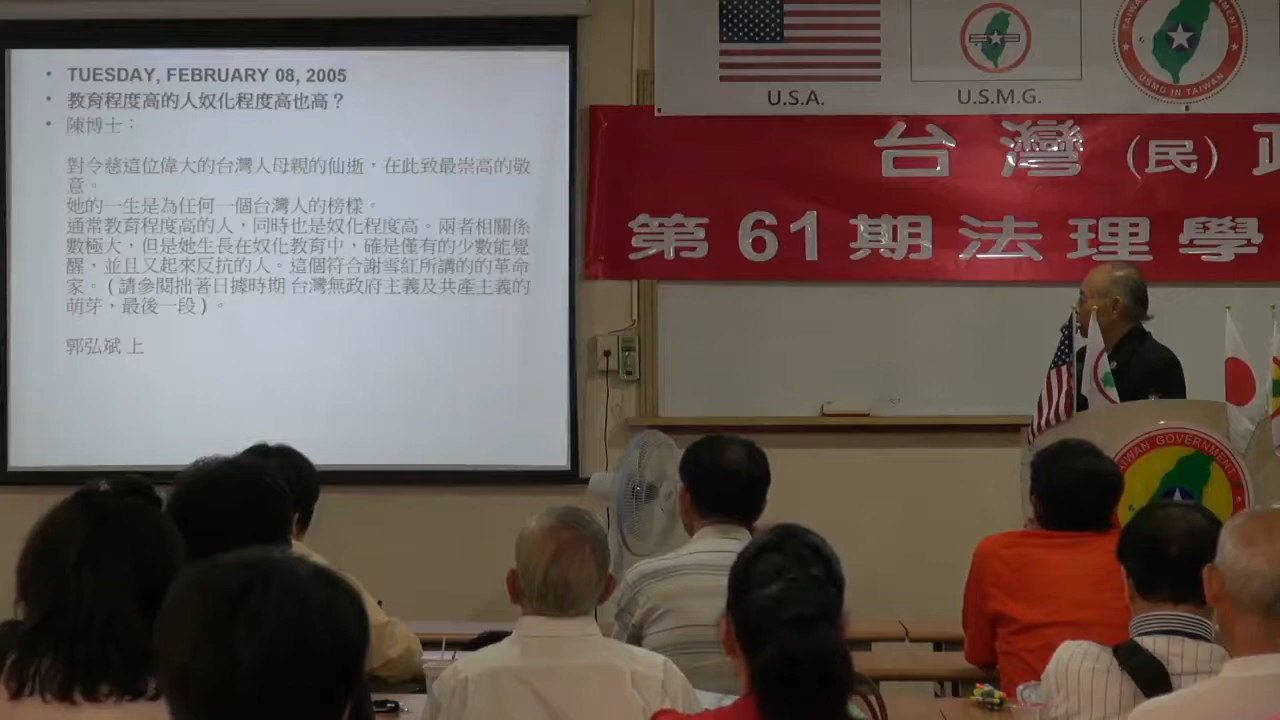 TUESDAY, FEBRUARY 08, 2005
教育程度高的人奴化程度高也高？
陳博士：
對令慈這位偉大的台灣人母親的仙逝，在此致最崇高的敬
意。
她的一生是為任何一個台灣人的榜樣。
通常教育程度高的人，同時也是奴化程度高。兩者相關係
數極大，但是她生長在奴化教育中，確是僅有的少數能覺
醒，並且又起來反抗的人。這個符合謝雪紅所講的的革命
家。( 請參閱拙著日據時期 台灣無政府主義及共產主義的
萌芽，最後一段 ) 。
郭弘斌 上
U.S.A.
U.S.M.G.
USMG IN TAIWAN
台灣(民)政
第61期法理學
TAIWAN GOVERNMENT